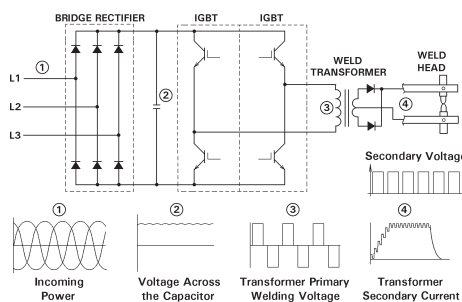 BRIDGE RECTIFIER
IGBT
IGBT
WELD
TRANSFORMER
WELD
HEAD
1
L1
L2
L3
2
3
4
Secondary Voltage
1
2
3
4
Incoming
Power
Voltage Across
the Capacitor
Transformer Primary
Welding Voltage
Transformer
Secondary Current